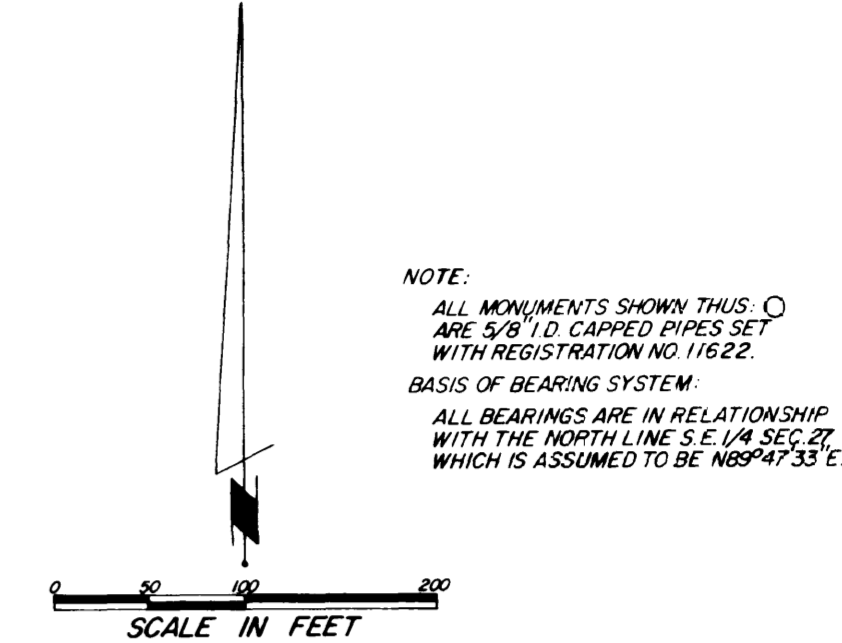 NOTE:
ALL MONUMENTS SHOWN THUS:
ARE 5/8" I.D. CAPPED PIPES SET
WITH REGISTRATION NO. 11622.
BASIS OF BEARING SYSTEM:
ALL BEARINGS ARE IN RELATIONSHIP
WITH THE NORTH LINE S.E. 1/4 SEC. 27
WHICH IS ASSUMED TO BE N89°47'33"E.
N
0 50 100 200
SCALE IN FEET